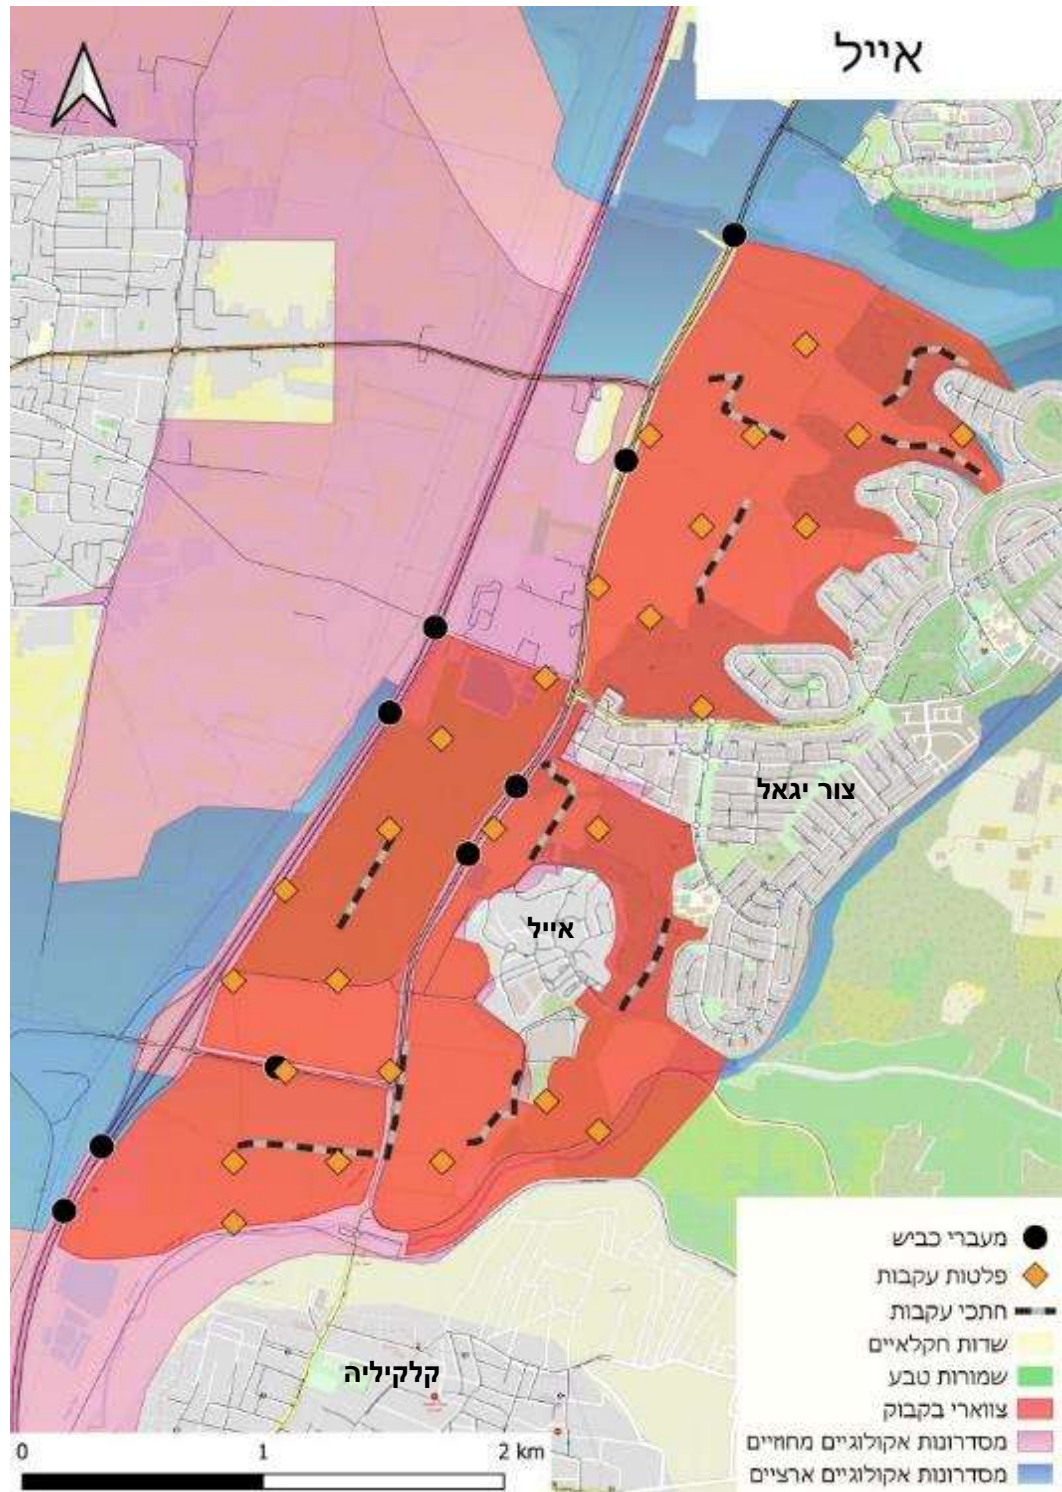 אייל
צור יגאל
אייל
קלקיליה
מעברי כביש
פלטות עקבות
חתכי עקבות
שדות חקלאיים
שמורות טבע
צווארי בקבוק
מסדרונות אקולוגיים מחוזיים
מסדרונות אקולוגיים ארציים
0 1 2 km